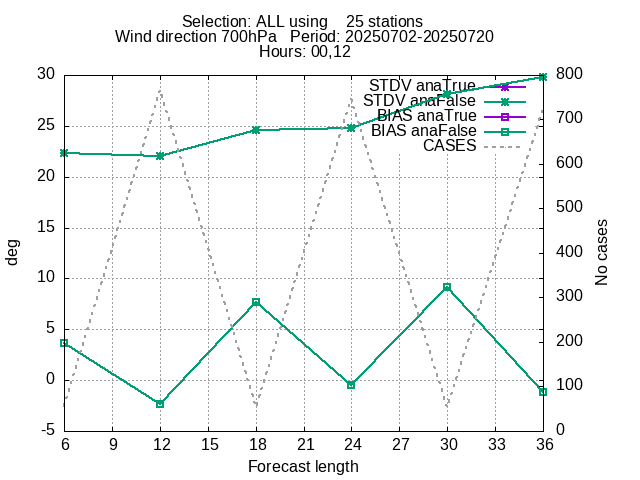 Selection: ALL using    25 stations
Wind direction 700hPa   Period: 20250702-20250720
Hours: 00,12
STDV anaTrue
STDV anaFalse
BIAS anaTrue
BIAS anaFalse
CASES
30
25
20
15
10
5
0
-5
deg
800
700
600
500
400
300
200
100
0
No cases
6 9 12 15 18 21 24 27 30 33 36
Forecast length